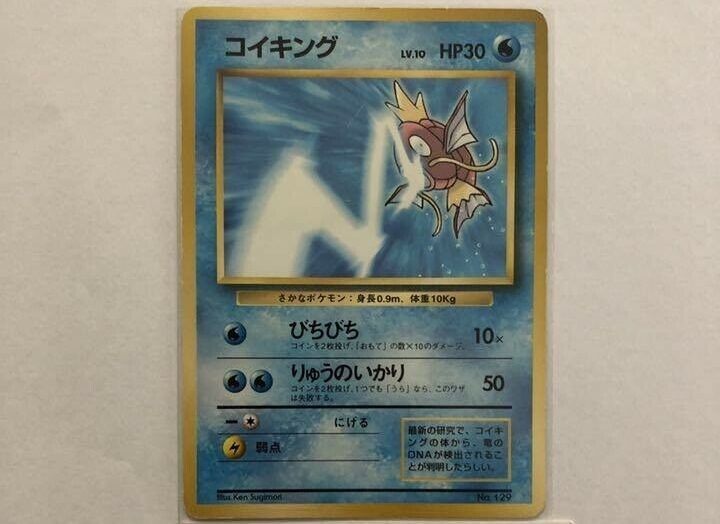 コイキング LV.10 HP30
さかなポケモン：身長0.9m、体重10Kg
びちびち 10×
コインを2枚投げ、「おもて」の数×10のダメージ。
りゅうのいかり 50
コインを2枚投げ、1つでも「うら」なら、このワザ
は失敗する。
ー にげる
弱点
最新の研究で、コイキ
ングの体から、竜の
DNAが検出されるこ
とが判明したらしい。
Illus.Ken Sugimori No.129